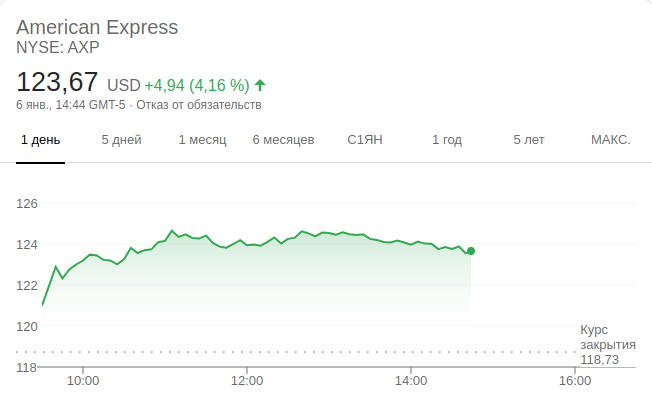 American Express
NYSE: AXP
123,67 USD +4,94 (4,16 %)
6 янв., 14:44 GMT-5 · Отказ от обязательств
1 день 5 дней 1 месяц 6 месяцев С1ЯН 1 год 5 лет МАКС.
126
124
122
120
Курс
закрытия
118,73
118
10:00 12:00 14:00 16:00